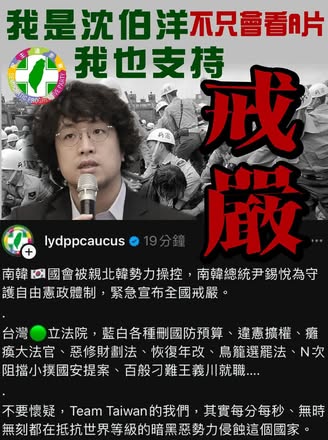 我是沈伯洋不只會看A片
我也支持
戒嚴
lydppcaucus 19分鐘
南韓國會被親北韓勢力操控,南韓總統尹錫悅為守
護自由憲政體制,緊急宣布全國戒嚴。
.
台灣立法院,藍白各種刪國防預算、違憲擴權、癱
瘓大法官、惡修財劃法、恢復年改、鳥籠選罷法、N次
阻擋小撲國安提案、百般刁難王義川就職....
.
不要懷疑,Team Taiwan的我們,其實每分每秒、無時
無刻都在抵抗世界等級的暗黑惡勢力侵蝕這個國家。